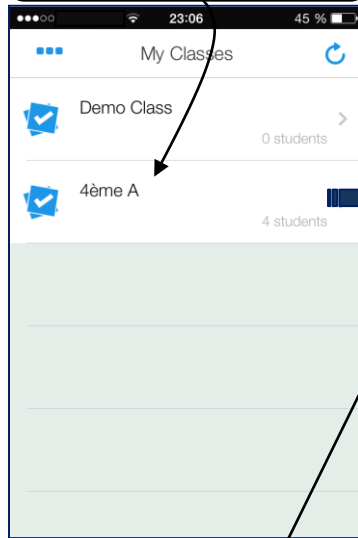 23:06 45 %
My Classes
Demo Class
0 students
4ème A
4 students